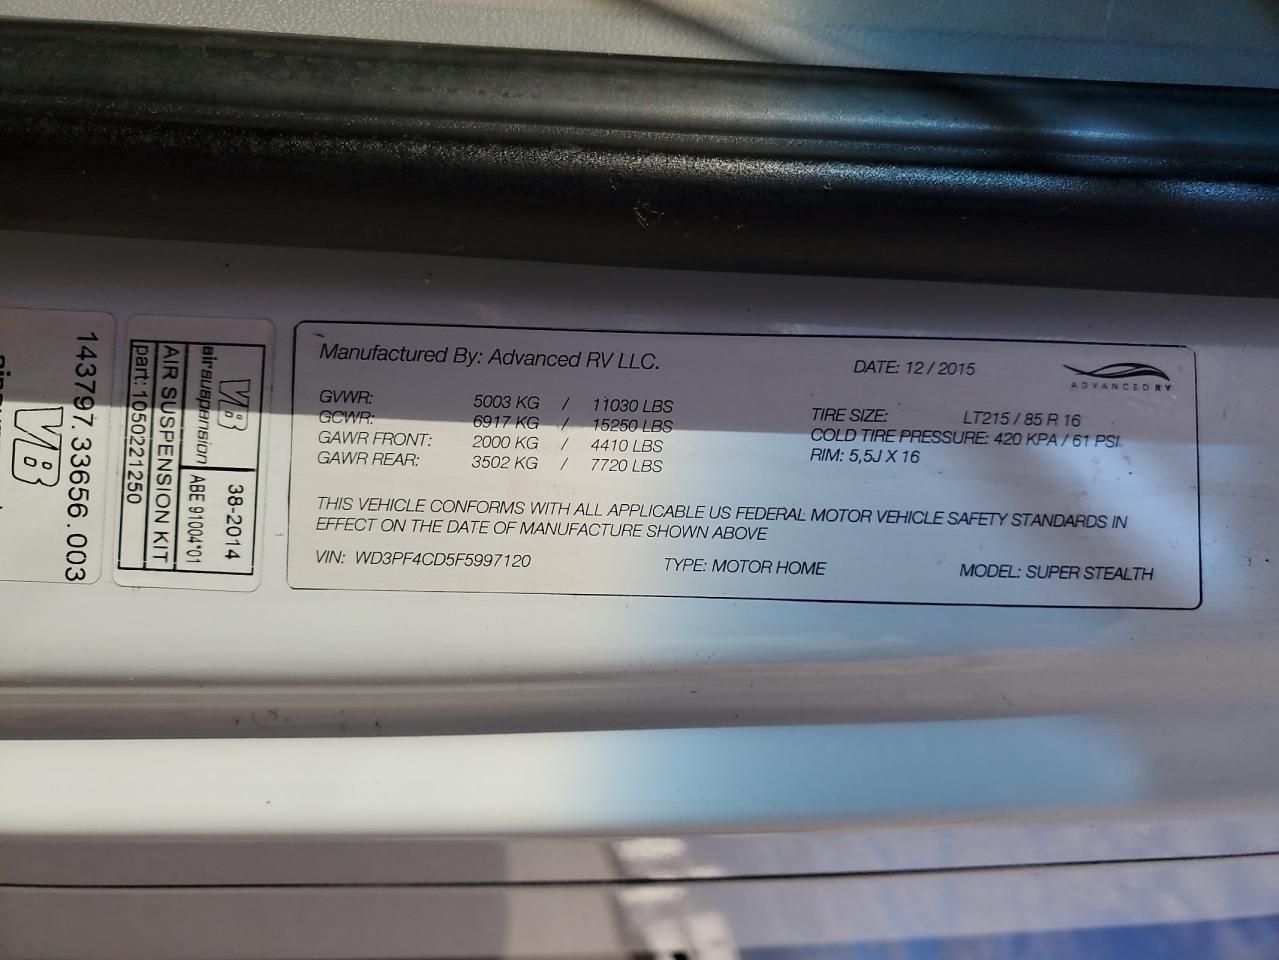 143797.33656.003
VB
VB
airsuspension
38-2014
ABE 91004*01
AIR SUSPENSION KIT
part: 1050221250
Manufactured By: Advanced RV LLC.
DATE: 12 / 2015
ADVANCED RV
GVWR: 5003 KG / 11030 LBS
GCWR: 6917 KG / 15250 LBS
GAWR FRONT: 2000 KG / 4410 LBS
GAWR REAR: 3502 KG / 7720 LBS
TIRE SIZE: LT215 / 85 R 16
COLD TIRE PRESSURE: 420 KPA / 61 PSI
RIM: 5,5J X 16
THIS VEHICLE CONFORMS WITH ALL APPLICABLE US FEDERAL MOTOR VEHICLE SAFETY STANDARDS IN
EFFECT ON THE DATE OF MANUFACTURE SHOWN ABOVE
VIN: WD3PF4CD5F5997120 TYPE: MOTOR HOME MODEL: SUPER STEALTH